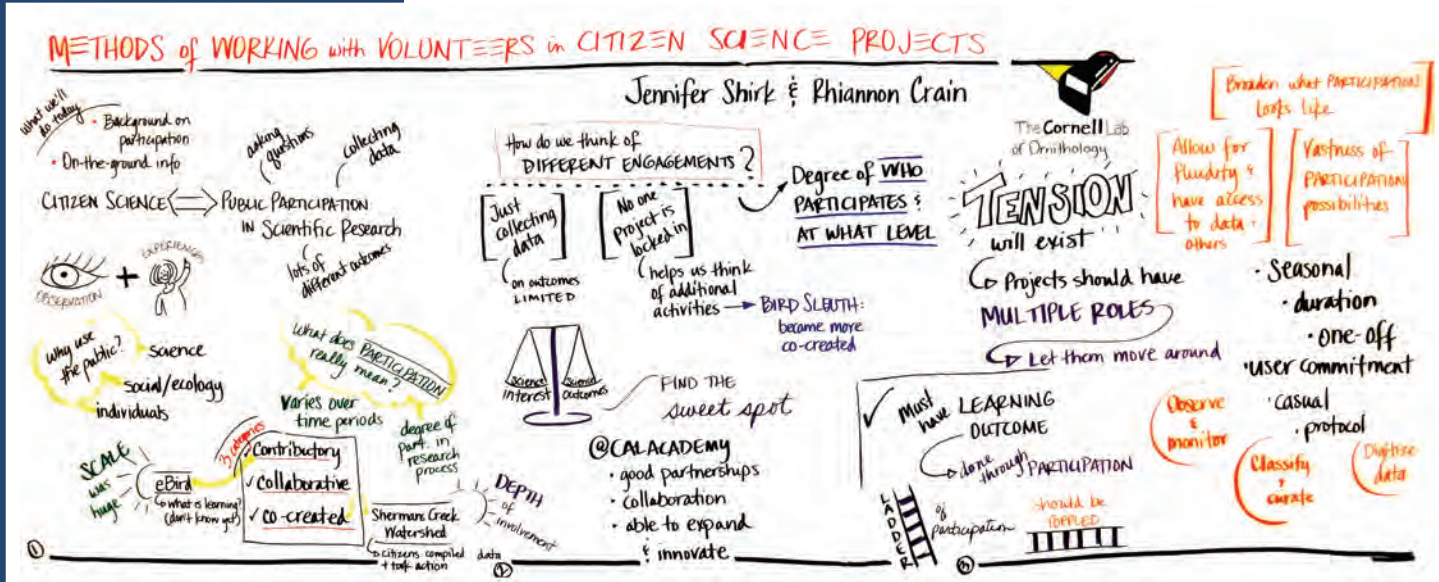 METHODS of WORKING with VOLUNTEERS in CITIZEN SCIENCE PROJECTS
Jennifer Shirk & Rhiannon Crain
What we'll
do today
• Background on
participation
• On-the-ground info
asking
questions
collecting
data
CITIZEN SCIENCE
PUBLIC PARTICIPATION
IN Scientific Research
lots of
different outcomes
OBSERVATION
+
EXPERIENCES
Why use
the public?
science
social/ecology
individuals
What does PARTICIPATION
really mean?
Varies over
time periods
degree of
part. in
research
process
SCALE
was
huge
eBird
what is learning?
(don't know yet)
3 categories
✓ Contributory
✓ collaborative
✓ co-created
Shermans Creek
Watershed
citizens compiled data
+ took action
1
How do we think of
DIFFERENT ENGAGEMENTS?
Just
collecting
data
on outcomes
LIMITED
No one
Project is
locked in
helps us think
of additional
activities
BIRD SLEUTH:
became more
co-created
Degree of WHO
PARTICIPATES &
AT WHAT LEVEL
science
interest
science
outcomes
FIND THE
sweet spot
DEPTH
of
involvement
@CALACADEMY
• good partnerships
• collaboration
• able to expand
& innovate
2
The Cornell Lab
of Ornithology
TENSION
will exist
Projects should have
MULTIPLE ROLES
Let them move around
✓ Must
have LEARNING
OUTCOME
done
through PARTICIPATION
LADDER
of
participation
should be
TOPPLED
Broaden what PARTICIPATION
Looks like
Allow for
fluidity &
have access
to data +
others
Vastness of
PARTICIPATION
possibilities
• Seasonal
• duration
• one-off
• user commitment
• casual
• protocol
Observe
&
monitor
Classify
+
curate
Digitize
data